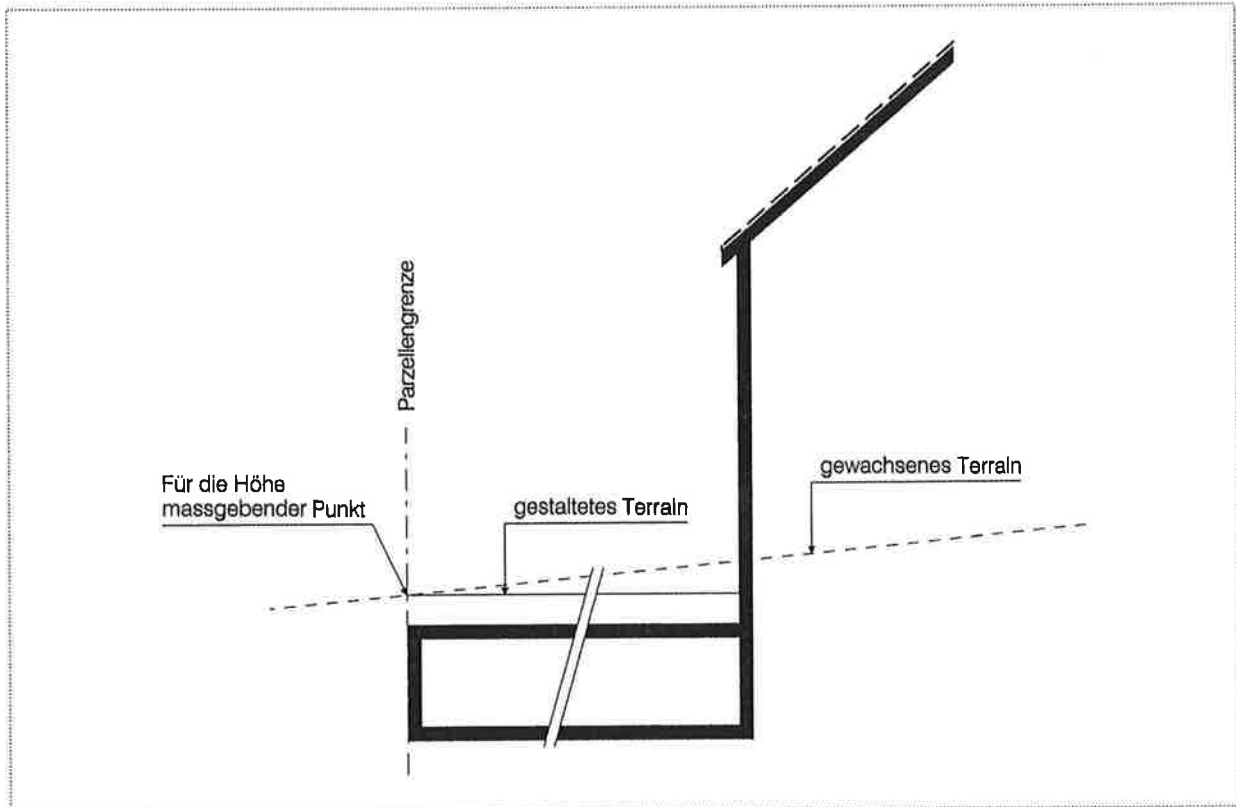 Parzellengrenze
Für die Höhe
massgebender Punkt
gestaltetes Terrain
gewachsenes Terrain